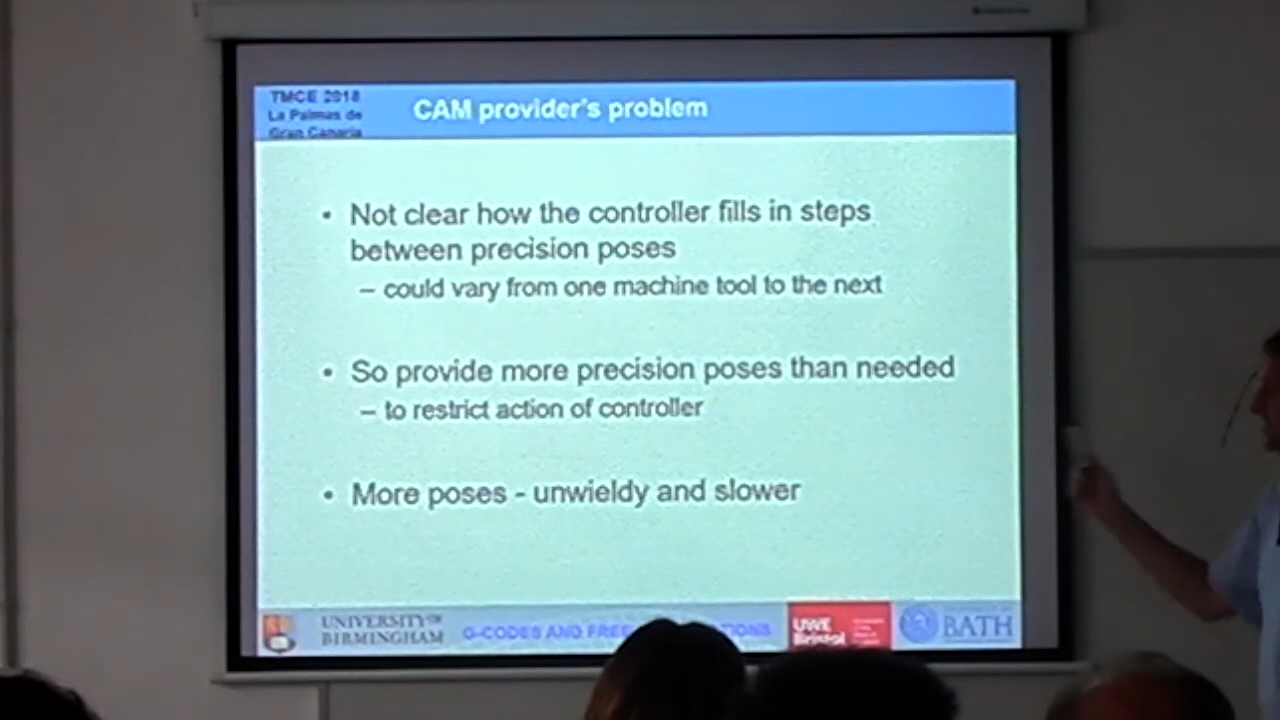 TMCE 2018
La Palmas de
Gran Canaria
CAM provider's problem
• Not clear how the controller fills in steps
between precision poses
– could vary from one machine tool to the next
• So provide more precision poses than needed
– to restrict action of controller
• More poses - unwieldy and slower
UNIVERSITY OF
BIRMINGHAM
G-CODES AND FREE
UWE
Bristol
BATH